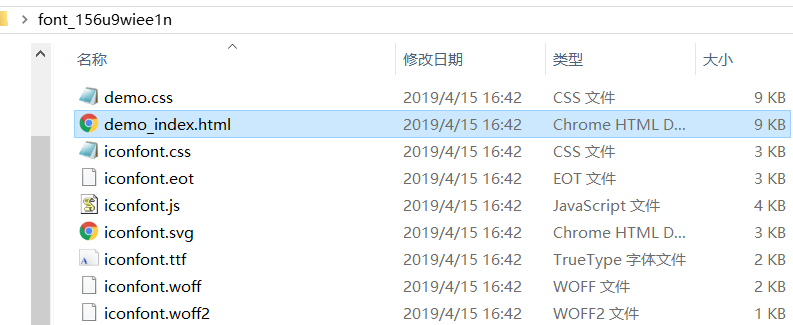 font_156u9wiee1n
名称 修改日期 类型 大小
demo.css 2019/4/15 16:42 CSS 文件 9 KB
demo_index.html 2019/4/15 16:42 Chrome HTML D... 9 KB
iconfont.css 2019/4/15 16:42 CSS 文件 3 KB
iconfont.eot 2019/4/15 16:42 EOT 文件 3 KB
iconfont.js 2019/4/15 16:42 JavaScript 文件 4 KB
iconfont.svg 2019/4/15 16:42 Chrome HTML D... 3 KB
iconfont.ttf 2019/4/15 16:42 TrueType 字体文件 2 KB
iconfont.woff 2019/4/15 16:42 WOFF 文件 2 KB
iconfont.woff2 2019/4/15 16:42 WOFF2 文件 1 KB